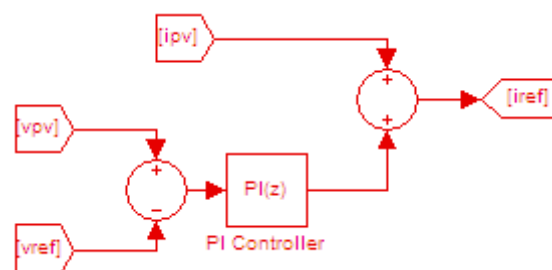 [ipv]
+
+
[iref]
[vpv]
+
−
PI(z)
[vref]
PI Controller